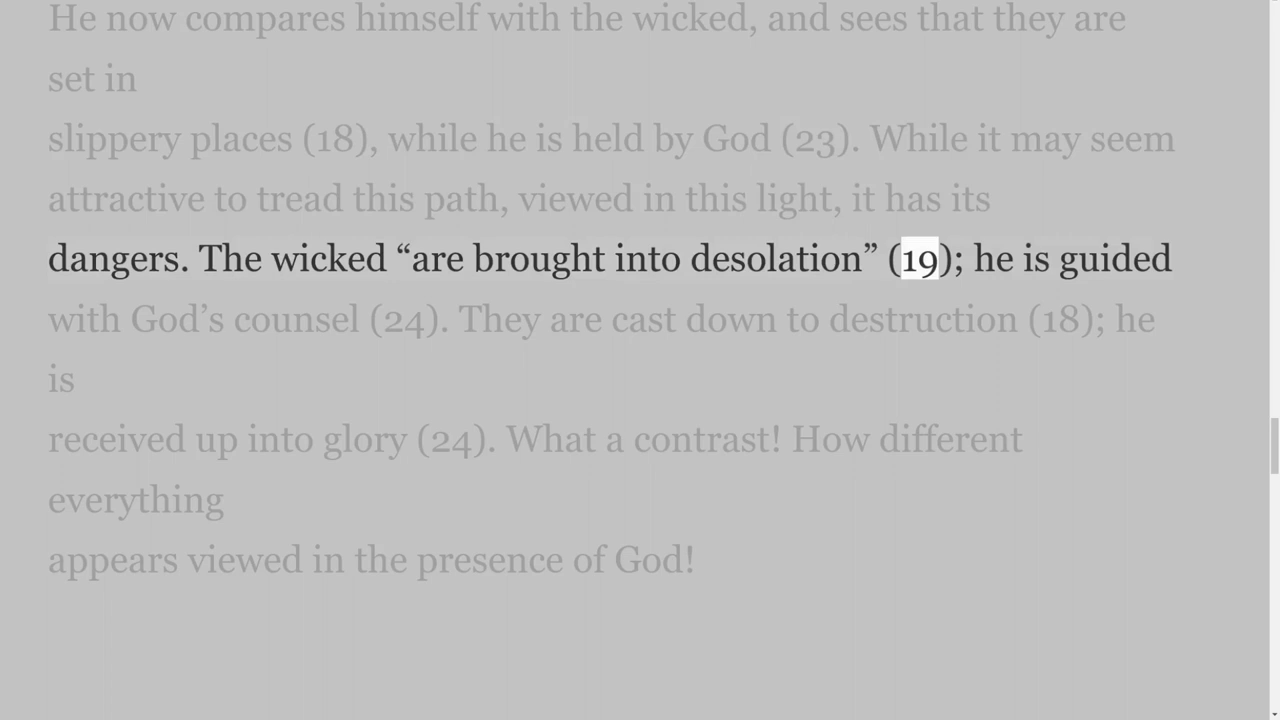 He now compares himself with the wicked, and sees that they are
set in
slippery places (18), while he is held by God (23). While it may seem
attractive to tread this path, viewed in this light, it has its
dangers. The wicked “are brought into desolation” (19); he is guided
with God’s counsel (24). They are cast down to destruction (18); he
is
received up into glory (24). What a contrast! How different
everything
appears viewed in the presence of God!